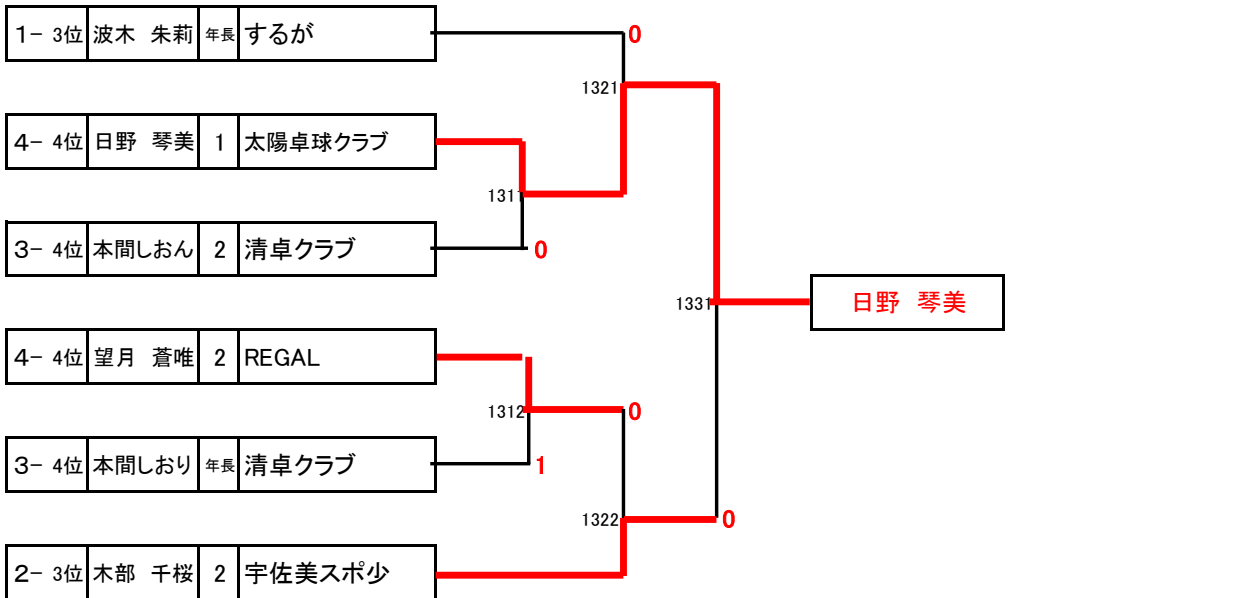 1− 3位 波木　朱莉 年長 するが
0
1321
4− 4位 日野　琴美 1 太陽卓球クラブ
1311
3− 4位 本間しおん 2 清卓クラブ
0
1331
日野　琴美
4− 4位 望月　蒼唯 2 REGAL
1312
0
3− 4位 本間しおり 年長 清卓クラブ
1
1322
0
2− 3位 木部　千桜 2 宇佐美スポ少